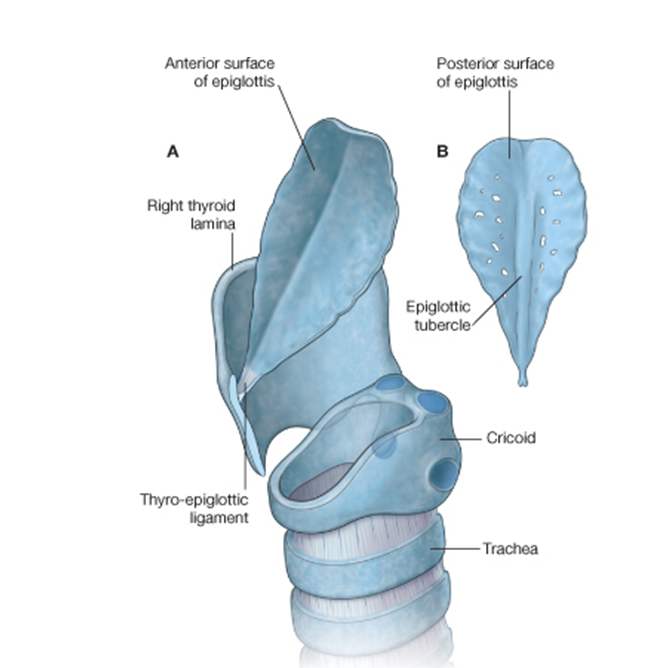 Anterior surface
of epiglottis
Posterior surface
of epiglottis
A
B
Right thyroid
lamina
Epiglottic
tubercle
Cricoid
Thyro-epiglottic
ligament
Trachea